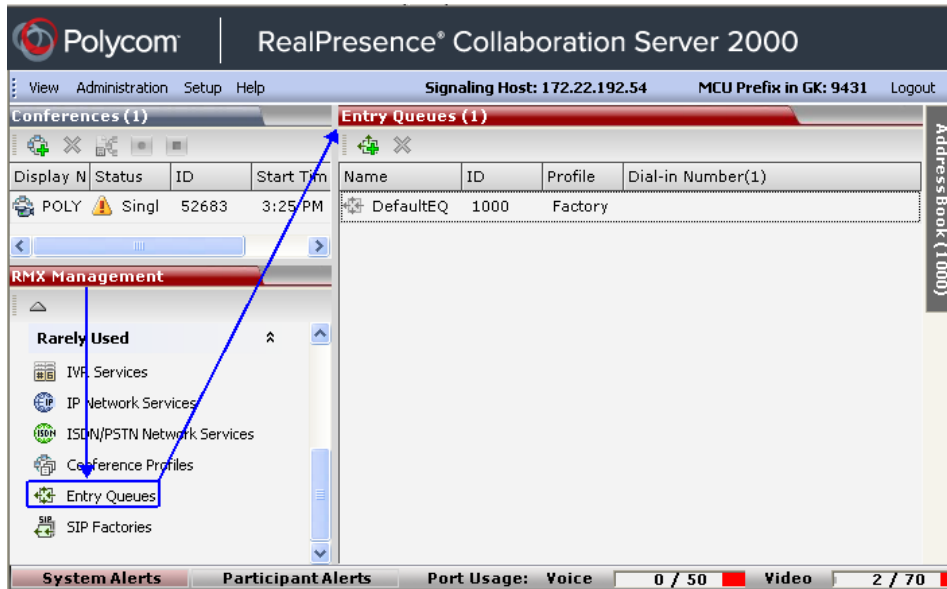 Polycom RealPresence® Collaboration Server 2000
View Administration Setup Help Signaling Host: 172.22.192.54 MCU Prefix in GK: 9431 Logout
Conferences (1)
Display N Status ID Start Tim
POLY Singl 52683 3:25 PM
RMX Management
Rarely Used
IVR Services
IP Network Services
ISDN/PSTN Network Services
Conference Profiles
Entry Queues
SIP Factories
Entry Queues (1)
Name ID Profile Dial-in Number(1)
DefaultEQ 1000 Factory
Address Book (1000)
System Alerts Participant Alerts Port Usage: Voice 0 / 50 Video 2 / 70